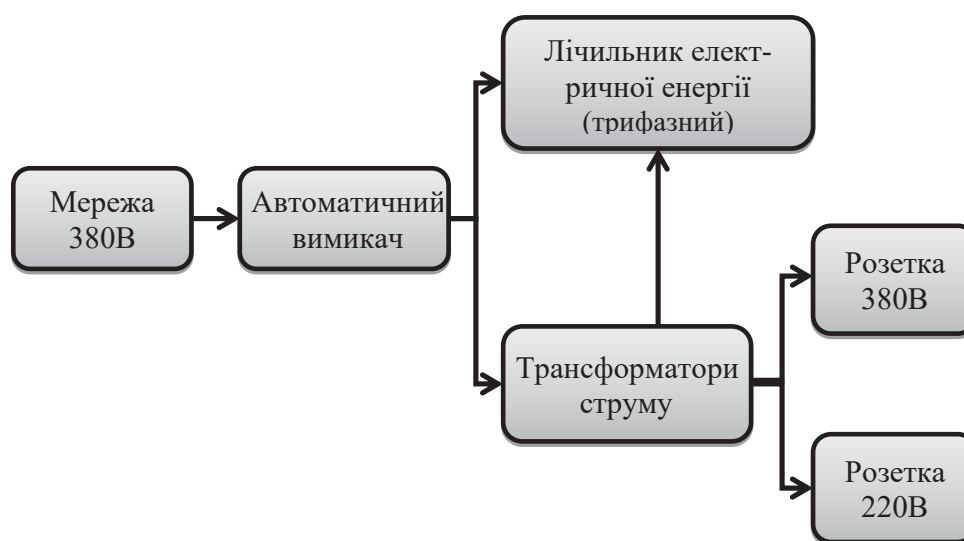 Лічильник елект-
ричної енергії
(трифазний)
Мережа
380В
Автоматичний
вимикач
Розетка
380В
Трансформатори
струму
Розетка
220В